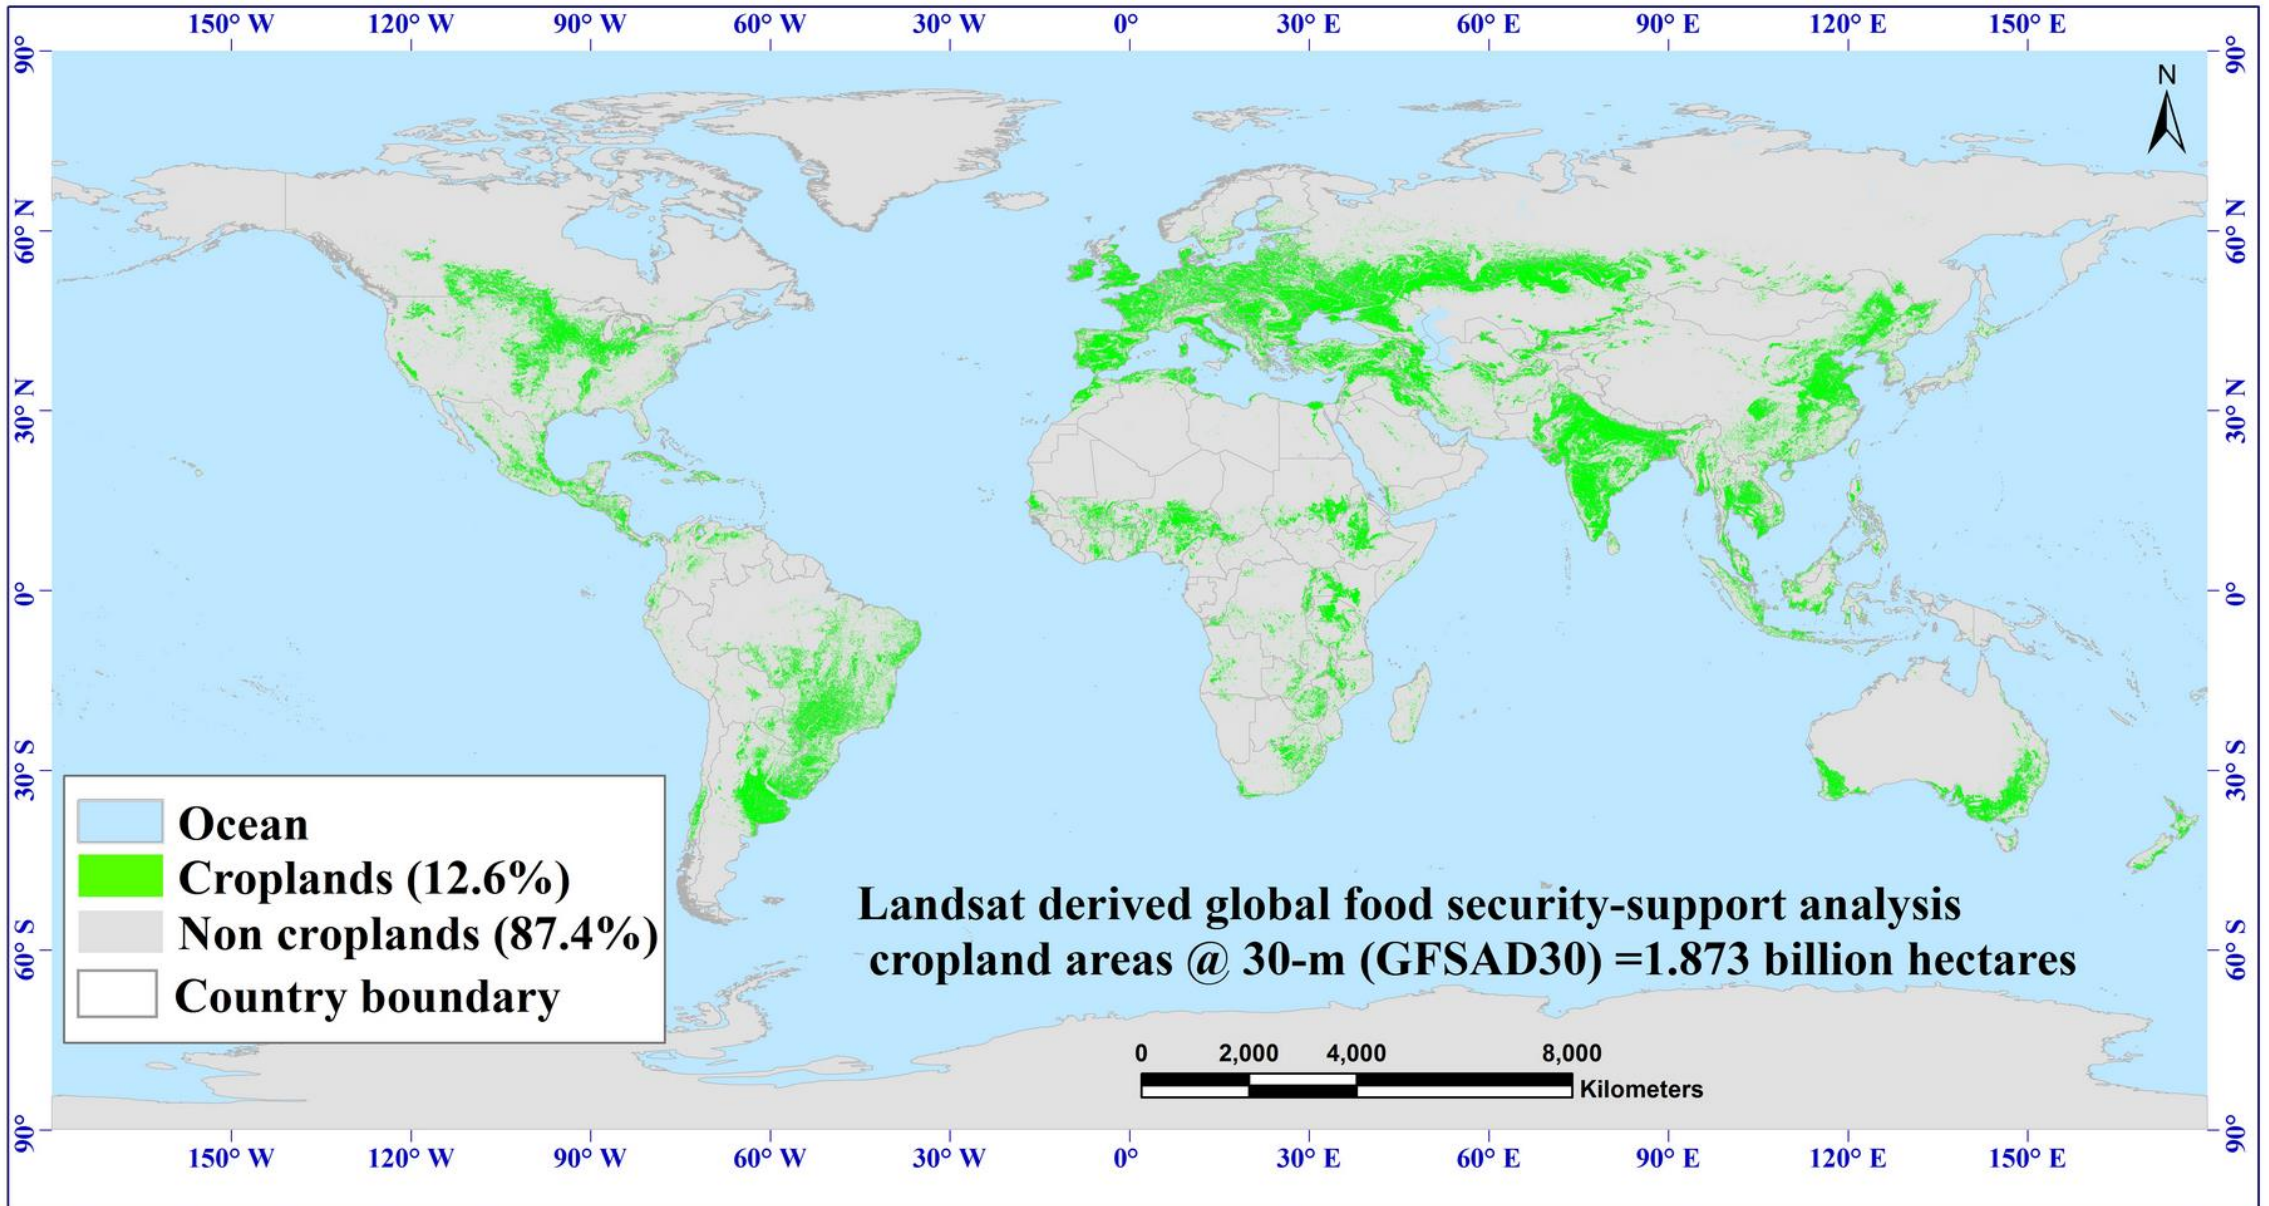 150° W 120° W 90° W 60° W 30° W 0° 30° E 60° E 90° E 120° E 150° E
90° 90°
N
60° N 60° N
30° N 30° N
0° 0°
30° S 30° S
60° S 60° S
90° 90°
Ocean
Croplands (12.6%)
Non croplands (87.4%)
Country boundary
Landsat derived global food security-support analysis
cropland areas @ 30-m (GFSAD30) =1.873 billion hectares
0 2,000 4,000 8,000
Kilometers
150° W 120° W 90° W 60° W 30° W 0° 30° E 60° E 90° E 120° E 150° E